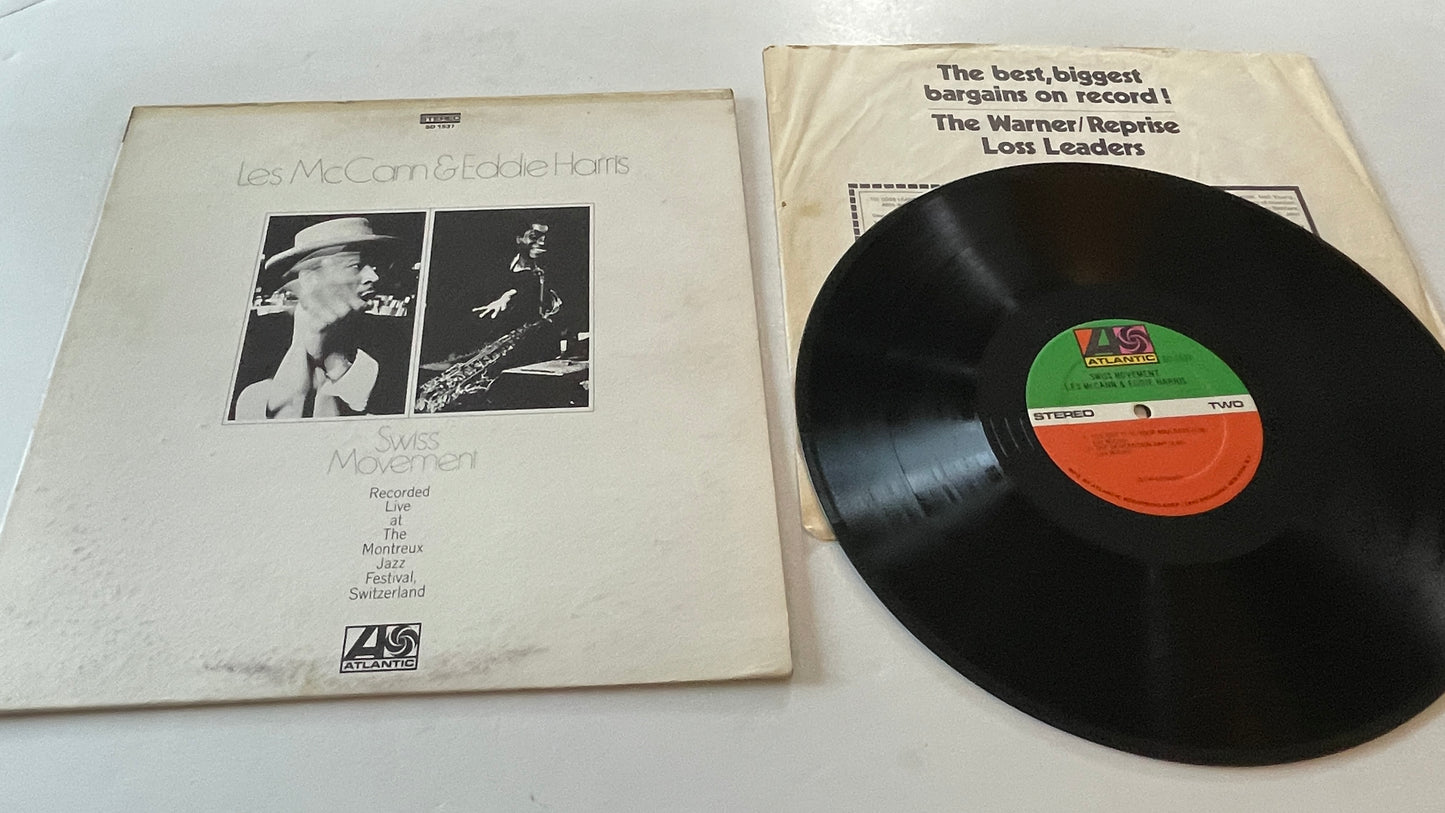 STEREO
SD 1537
Les McCann & Eddie Harris
Swiss
Movement
Recorded
Live
at
The
Montreux
Jazz
Festival,
Switzerland
ATLANTIC
The best, biggest
bargains on record!
The Warner/Reprise
Loss Leaders
ATLANTIC
SWISS MOVEMENT
LES McCANN & EDDIE HARRIS
STEREO
TWO